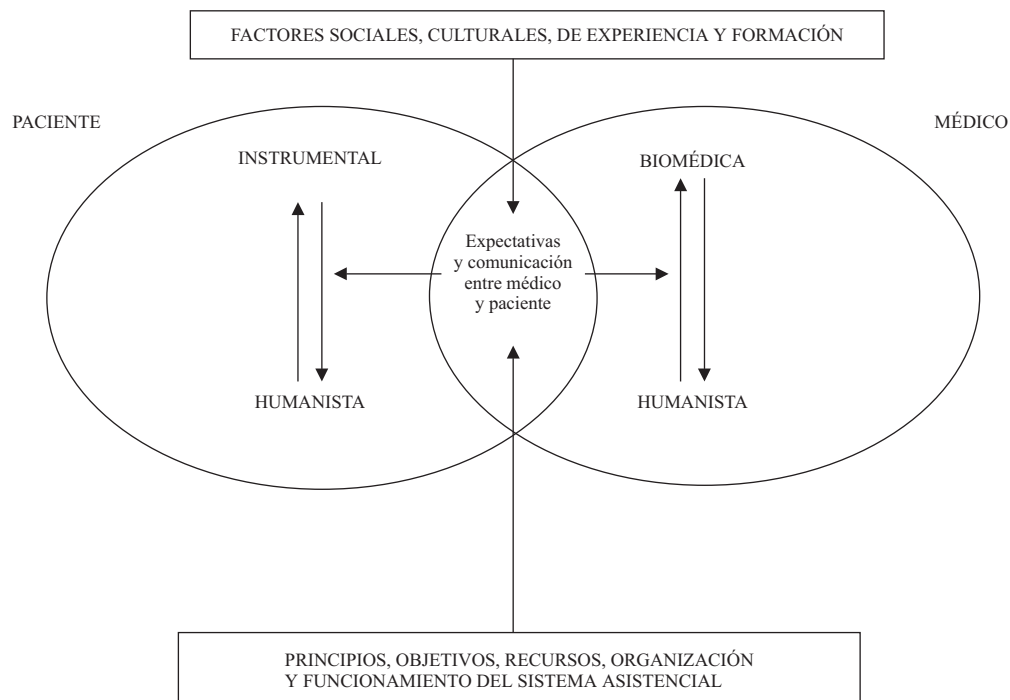 FACTORES SOCIALES, CULTURALES, DE EXPERIENCIA Y FORMACIÓN
PACIENTE
MÉDICO
INSTRUMENTAL
BIOMÉDICA
Expectativas
y comunicación
entre médico
y paciente
HUMANISTA
HUMANISTA
PRINCIPIOS, OBJETIVOS, RECURSOS, ORGANIZACIÓN
Y FUNCIONAMIENTO DEL SISTEMA ASISTENCIAL